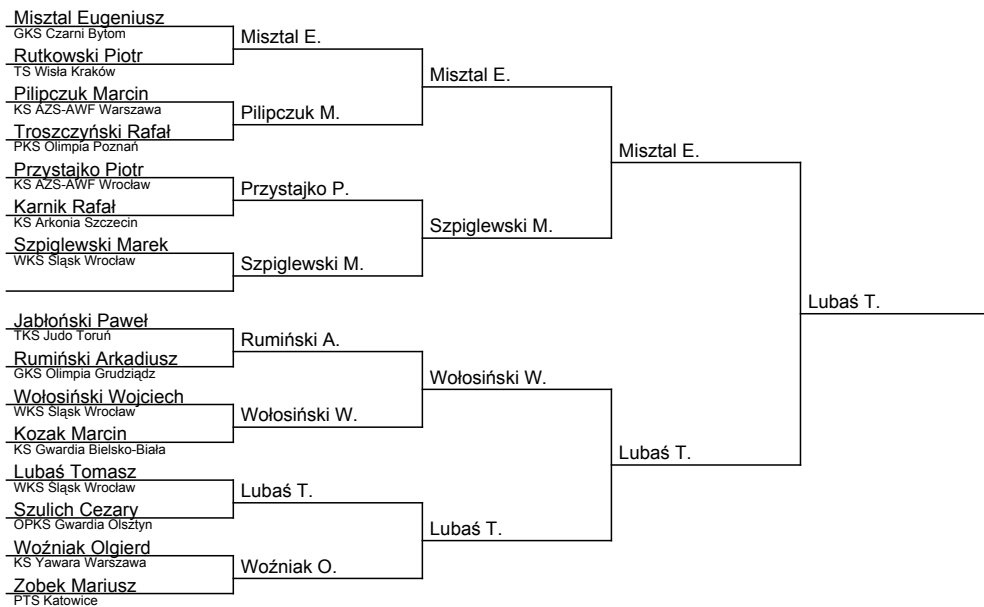 Misztal Eugeniusz
GKS Czarni Bytom
Misztal E.
Rutkowski Piotr
TS Wisła Kraków
Misztal E.
Pilipczuk Marcin
KS AZS-AWF Warszawa
Pilipczuk M.
Troszczyński Rafał
PKS Olimpia Poznań
Misztal E.
Przystajko Piotr
KS AZS-AWF Wrocław
Przystajko P.
Karnik Rafał
KS Arkonia Szczecin
Szpiglewski M.
Szpiglewski Marek
WKS Śląsk Wrocław
Szpiglewski M.
Lubaś T.
Jabłoński Paweł
TKS Judo Toruń
Rumiński A.
Rumiński Arkadiusz
GKS Olimpia Grudziądz
Wołosiński W.
Wołosiński Wojciech
WKS Śląsk Wrocław
Wołosiński W.
Kozak Marcin
KS Gwardia Bielsko-Biała
Lubaś T.
Lubaś Tomasz
WKS Śląsk Wrocław
Lubaś T.
Szulich Cezary
OPKS Gwardia Olsztyn
Lubaś T.
Woźniak Olgierd
KS Yawara Warszawa
Woźniak O.
Zobek Mariusz
PTS Katowice